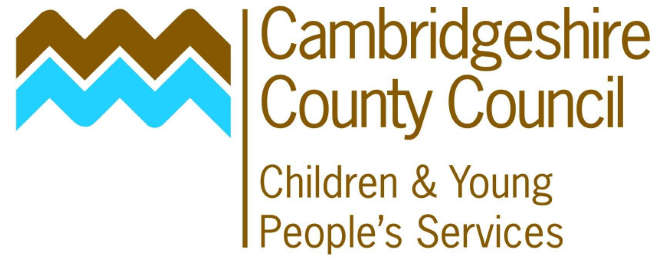 Cambridgeshire
County Council
Children & Young
People's Services